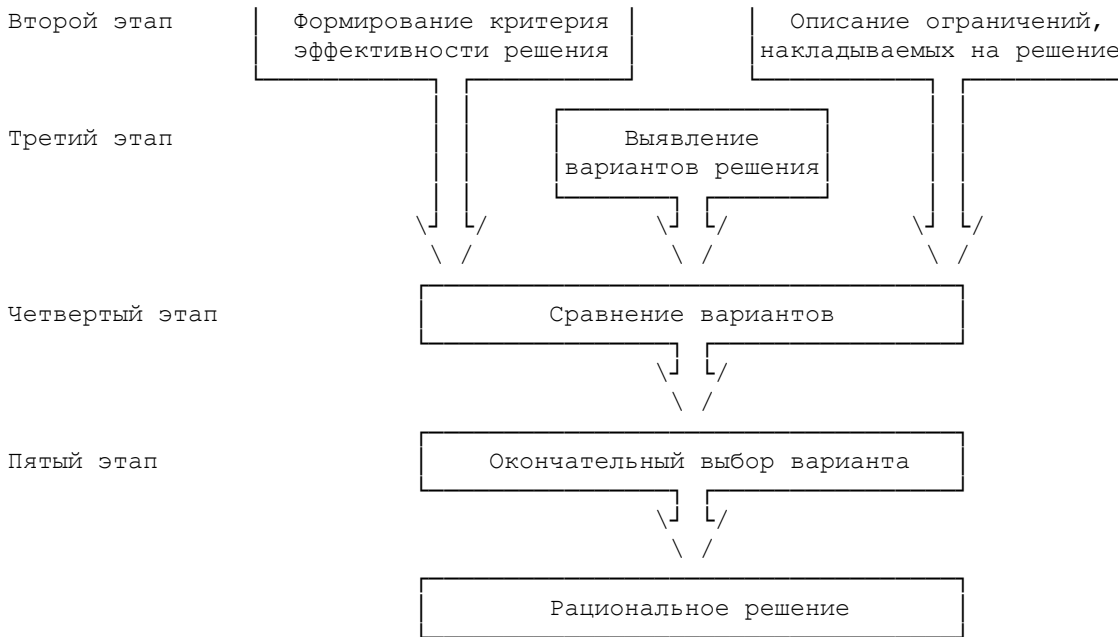 Второй этап
Формирование критерия
эффективности решения
Описание ограничений,
накладываемых на решение
Третий этап
Выявление
вариантов решения
Четвертый этап
Сравнение вариантов
Пятый этап
Окончательный выбор варианта
Рациональное решение